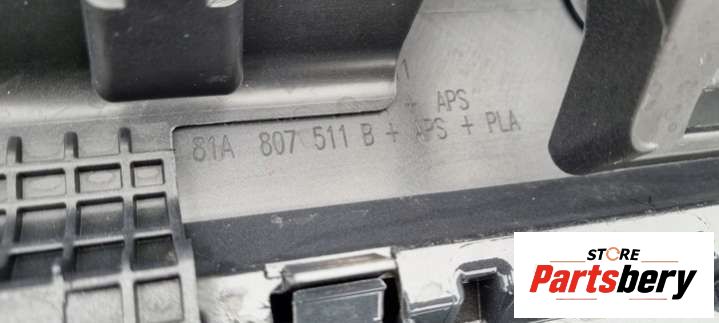 1
+ APS
81A 807 511 B + APS + PLA
STORE
Partsbery